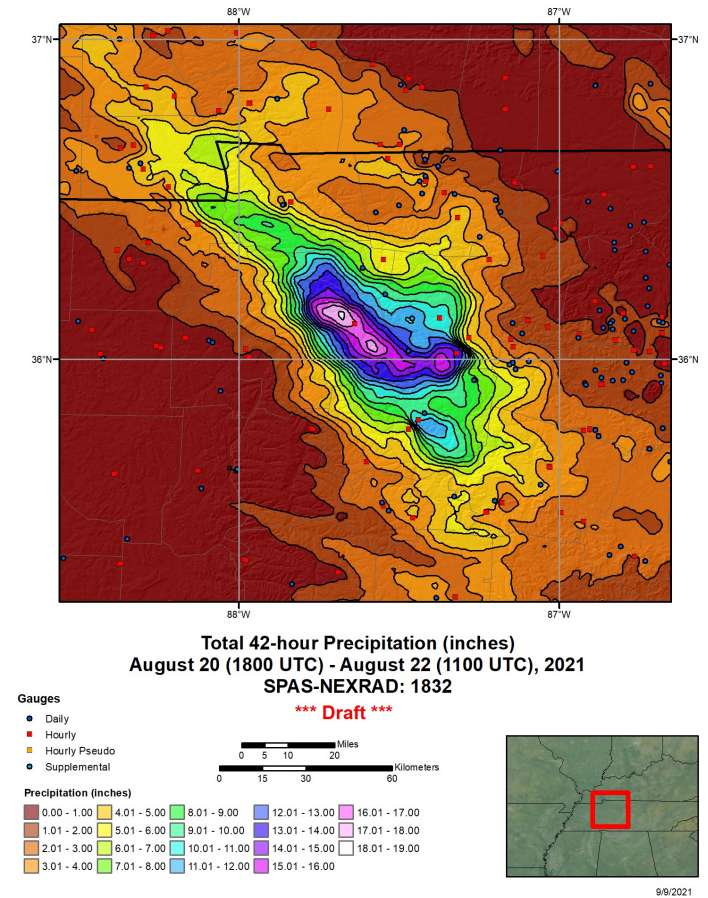 88°W 87°W
37°N 37°N
36°N 36°N
88°W 87°W
Total 42-hour Precipitation (inches)
August 20 (1800 UTC) - August 22 (1100 UTC), 2021
SPAS-NEXRAD: 1832
*** Draft ***
Gauges
Daily
Hourly
Hourly Pseudo
Supplemental
Miles
0 5 10 20
Kilometers
0 15 30 60
Precipitation (inches)
0.00 - 1.00 4.01 - 5.00 8.01 - 9.00 12.01 - 13.00 16.01 - 17.00
1.01 - 2.00 5.01 - 6.00 9.01 - 10.00 13.01 - 14.00 17.01 - 18.00
2.01 - 3.00 6.01 - 7.00 10.01 - 11.00 14.01 - 15.00 18.01 - 19.00
3.01 - 4.00 7.01 - 8.00 11.01 - 12.00 15.01 - 16.00
9/9/2021